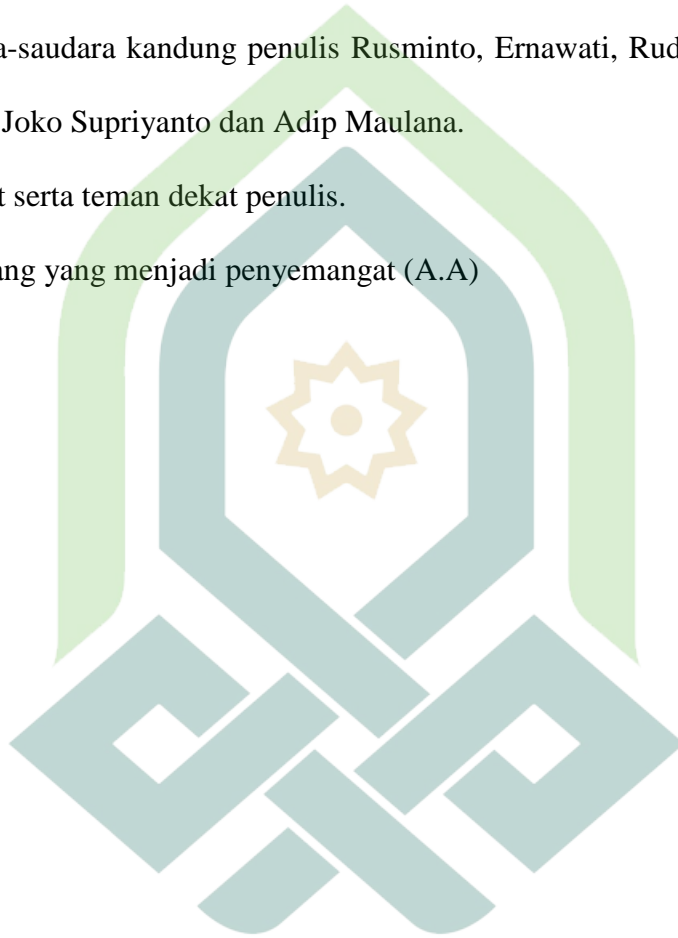 a-saudara kandung penulis Rusminto, Ernawati, Rud
Joko Supriyanto dan Adip Maulana.
t serta teman dekat penulis.
ang yang menjadi penyemangat (A.A)